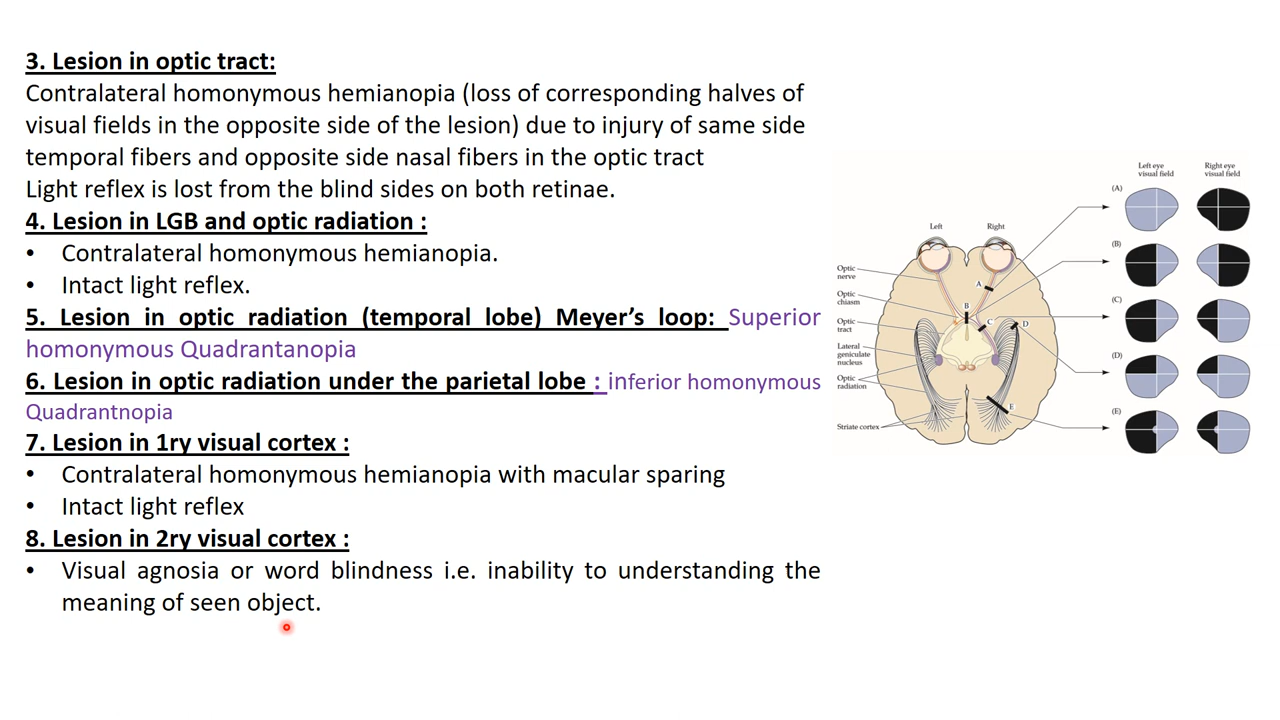 3. Lesion in optic tract:
Contralateral homonymous hemianopia (loss of corresponding halves of
visual fields in the opposite side of the lesion) due to injury of same side
temporal fibers and opposite side nasal fibers in the optic tract
Light reflex is lost from the blind sides on both retinae.
4. Lesion in LGB and optic radiation :
• Contralateral homonymous hemianopia.
• Intact light reflex.
5. Lesion in optic radiation (temporal lobe) Meyer’s loop: Superior
homonymous Quadrantanopia
6. Lesion in optic radiation under the parietal lobe : inferior homonymous
Quadrantnopia
7. Lesion in 1ry visual cortex :
• Contralateral homonymous hemianopia with macular sparing
• Intact light reflex
8. Lesion in 2ry visual cortex :
• Visual agnosia or word blindness i.e. inability to understanding the
meaning of seen object.
Left
Right
Optic
nerve
Optic
chiasm
Optic
tract
Lateral
geniculate
nucleus
Optic
radiation
Striate cortex
A
B
C
D
E
Left eye
visual field
Right eye
visual field
(A)
(B)
(C)
(D)
(E)